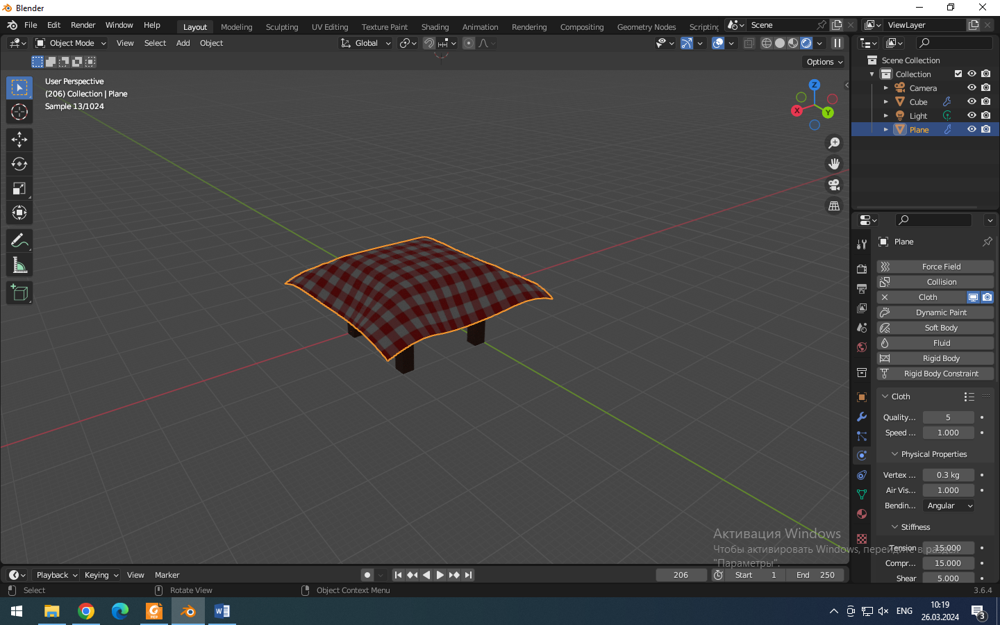 Blender
File Edit Render Window Help Layout Modeling Sculpting UV Editing Texture Paint Shading Animation Rendering Compositing Geometry Nodes Scripting Scene ViewLayer
Object Mode View Select Add Object Global
Options
User Perspective
(206) Collection | Plane
Sample 13/1024
Z
X
Y
Scene Collection
Collection
Camera
Cube
Light
Plane
Plane
Force Field
Collision
Cloth
Dynamic Paint
Soft Body
Fluid
Rigid Body
Rigid Body Constraint
Cloth
Quality... 5
Speed ... 1.000
Physical Properties
Vertex ... 0.3 kg
Air Vis... 1.000
Bendin... Angular
Stiffness
Tension 15.000
Compr... 15.000
Shear 5.000
Активация Windows
Чтобы активировать Windows, перейдите в раздел
"Параметры".
Playback Keying View Marker 206 Start 1 End 250
Select Rotate View Object Context Menu 3.6.4
PDF W ENG 10:19
26.03.2024
3